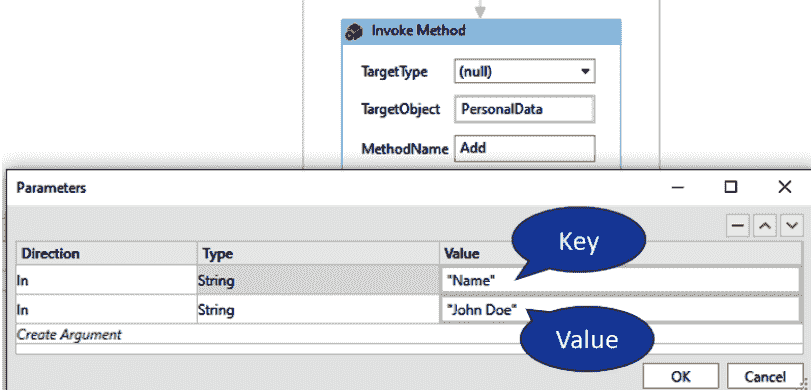 Invoke Method
TargetType (null)
TargetObject PersonalData
MethodName Add
Parameters
Direction Type Value
Key
In String "Name"
In String "John Doe"
Value
Create Argument
OK Cancel